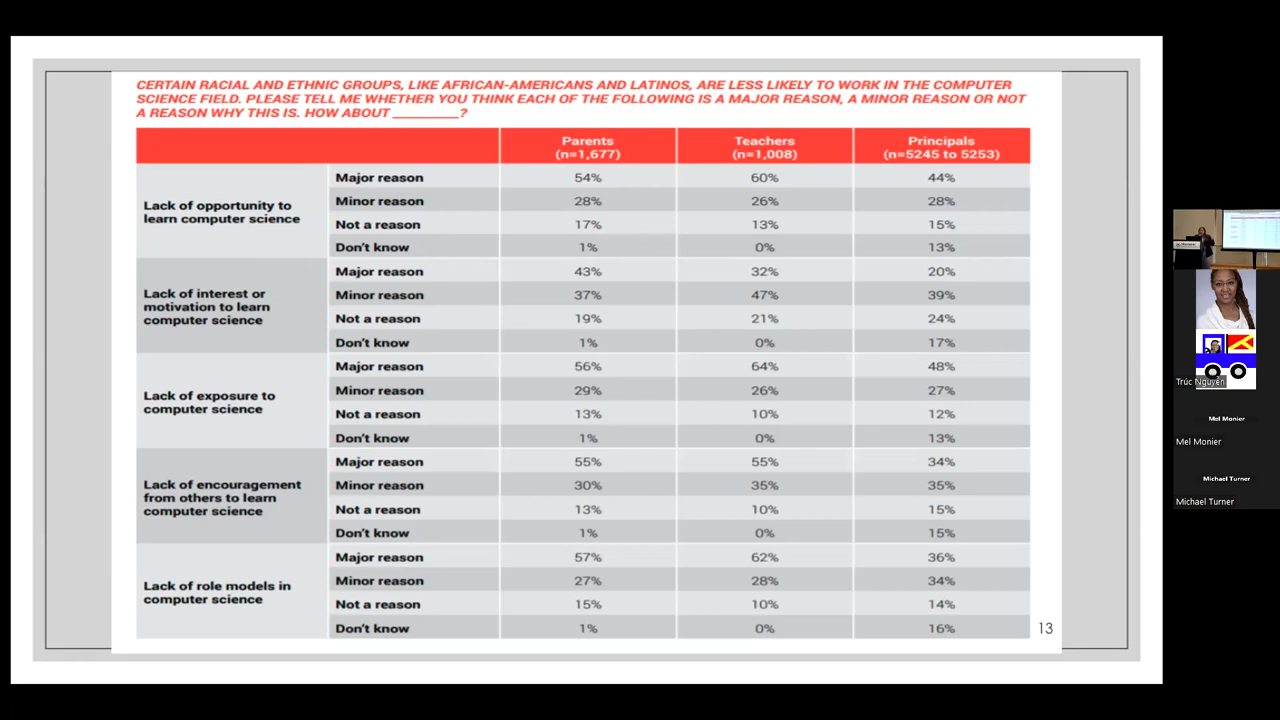 CERTAIN RACIAL AND ETHNIC GROUPS, LIKE AFRICAN-AMERICANS AND LATINOS, ARE LESS LIKELY TO WORK IN THE COMPUTER
SCIENCE FIELD. PLEASE TELL ME WHETHER YOU THINK EACH OF THE FOLLOWING IS A MAJOR REASON, A MINOR REASON OR NOT
A REASON WHY THIS IS. HOW ABOUT _________?
Parents Teachers Principals
(n=1,677) (n=1,008) (n=5245 to 5253)
Lack of opportunity to
learn computer science
Major reason 54% 60% 44%
Minor reason 28% 26% 28%
Not a reason 17% 13% 15%
Don't know 1% 0% 13%
Lack of interest or
motivation to learn
computer science
Major reason 43% 32% 20%
Minor reason 37% 47% 39%
Not a reason 19% 21% 24%
Don't know 1% 0% 17%
Lack of exposure to
computer science
Major reason 56% 64% 48%
Minor reason 29% 26% 27%
Not a reason 13% 10% 12%
Don't know 1% 0% 13%
Lack of encouragement
from others to learn
computer science
Major reason 55% 55% 34%
Minor reason 30% 35% 35%
Not a reason 13% 10% 15%
Don't know 1% 0% 15%
Lack of role models in
computer science
Major reason 57% 62% 36%
Minor reason 27% 28% 34%
Not a reason 15% 10% 14%
Don't know 1% 0% 16%
13
Trúc Nguyễn
Mel Monier
Mel Monier
Michael Turner
Michael Turner